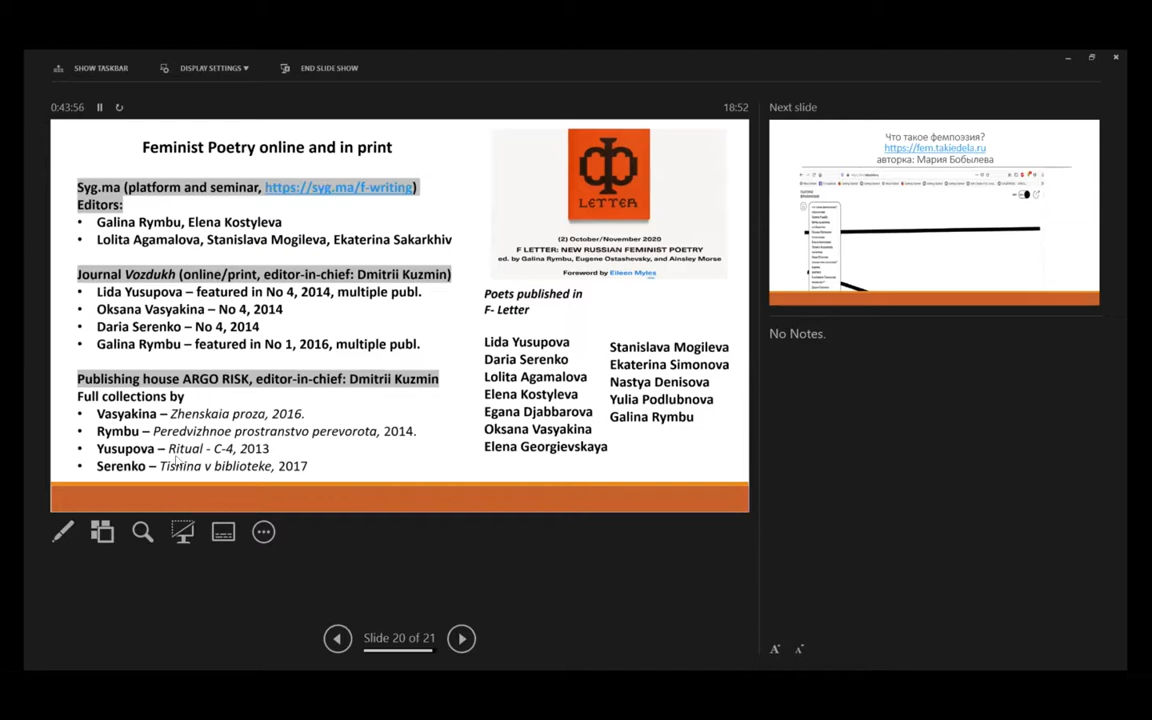 SHOW TASKBAR
DISPLAY SETTINGS ▾
END SLIDE SHOW
0:43:56
18:52
Feminist Poetry online and in print
Syg.ma (platform and seminar, https://syg.ma/f-writing)
Editors:
• Galina Rymbu, Elena Kostyleva
• Lolita Agamalova, Stanislava Mogileva, Ekaterina Sakarkhiv
Journal Vozdukh (online/print, editor-in-chief: Dmitrii Kuzmin)
• Lida Yusupova – featured in No 4, 2014, multiple publ.
• Oksana Vasyakina – No 4, 2014
• Daria Serenko – No 4, 2014
• Galina Rymbu – featured in No 1, 2016, multiple publ.
Publishing house ARGO RISK, editor-in-chief: Dmitrii Kuzmin
Full collections by
• Vasyakina – Zhenskaia proza, 2016.
• Rymbu – Peredvizhnoe prostranstvo perevorota, 2014.
• Yusupova – Ritual - C-4, 2013
• Serenko – Tishina v biblioteke, 2017
Ф
LETTER
(2) October/November 2020
F LETTER: NEW RUSSIAN FEMINIST POETRY
ed. by Galina Rymbu, Eugene Ostashevsky, and Ainsley Morse
Foreword by Eileen Myles
Poets published in
F- Letter
Lida Yusupova
Daria Serenko
Lolita Agamalova
Elena Kostyleva
Egana Djabbarova
Oksana Vasyakina
Elena Georgievskaya
Stanislava Mogileva
Ekaterina Simonova
Nastya Denisova
Yulia Podlubnova
Galina Rymbu
Next slide
Что такое фемпоэзия?
https://fem.takiedela.ru
авторка: Мария Бобылева
No Notes.
Slide 20 of 21
A A